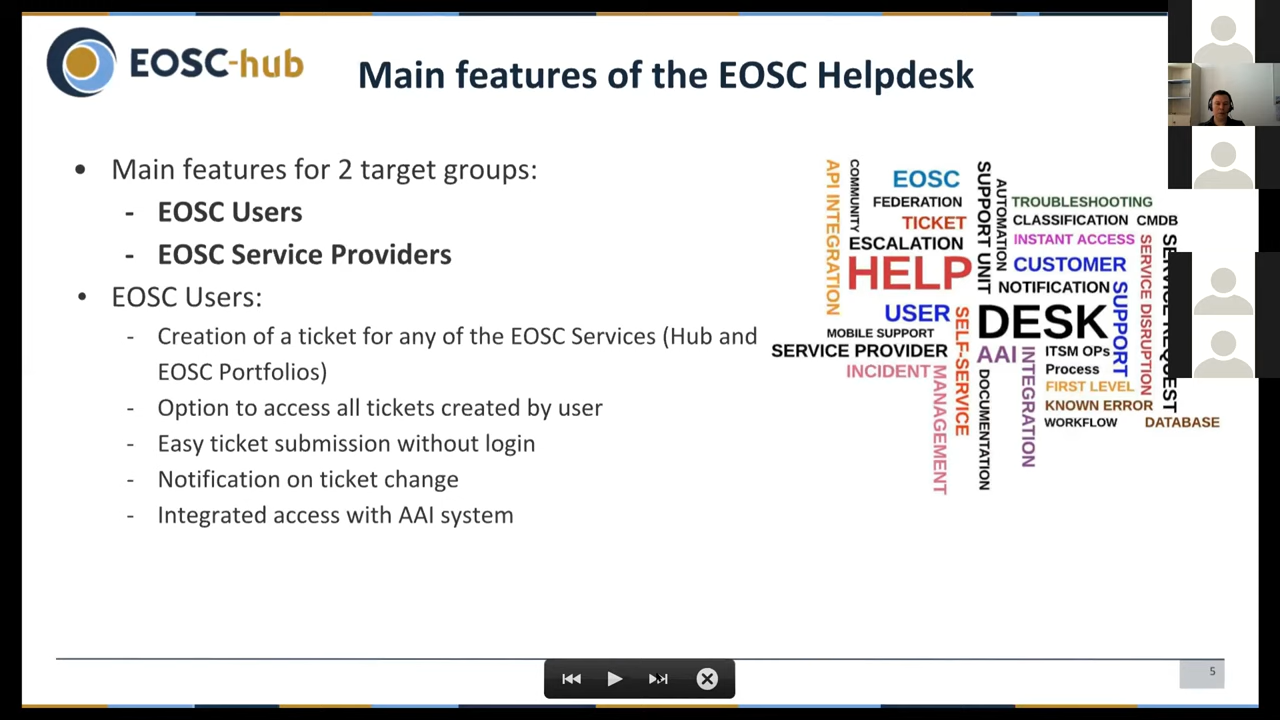 EOSC-hub
Main features of the EOSC Helpdesk
• Main features for 2 target groups:
- EOSC Users
- EOSC Service Providers
• EOSC Users:
- Creation of a ticket for any of the EOSC Services (Hub and
EOSC Portfolios)
- Option to access all tickets created by user
- Easy ticket submission without login
- Notification on ticket change
- Integrated access with AAI system
API INTEGRATION
COMMUNITY
EOSC
FEDERATION
TICKET
ESCALATION
HELP
USER
MOBILE SUPPORT
SERVICE PROVIDER
INCIDENT
MANAGEMENT
SELF-SERVICE
SUPPORT UNIT
AUTOMATION
TROUBLESHOOTING
CLASSIFICATION
CMDB
INSTANT ACCESS
CUSTOMER
NOTIFICATION
DESK
SUPPORT
SERVICE DISRUPTION
AAI
INTEGRATION
DOCUMENTATION
ITSM OPs
Process
FIRST LEVEL
KNOWN ERROR
WORKFLOW
DATABASE
5